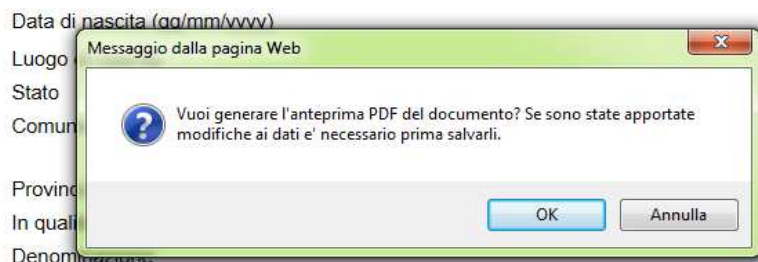 Data di nascita (gg/mm/yyyy)
Messaggio dalla pagina Web
Luogo
Stato
Vuoi generare l'anteprima PDF del documento? Se sono state apportate
modifiche ai dati e' necessario prima salvarli.
OK
Annulla